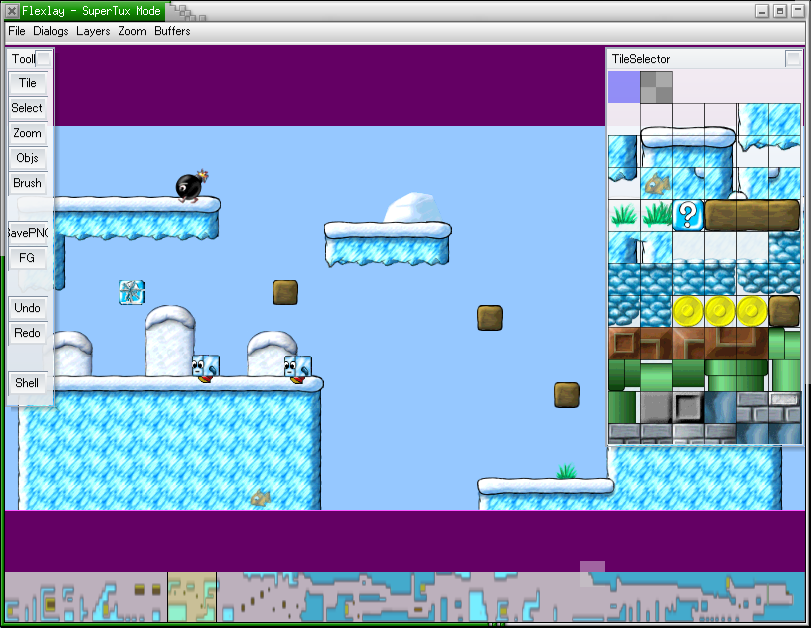 Flexlay - SuperTux Mode
File Dialogs Layers Zoom Buffers
Tool
TileSelector
Tile
Select
Zoom
Objs
Brush
SavePNG
FG
Undo
Redo
Shell
?